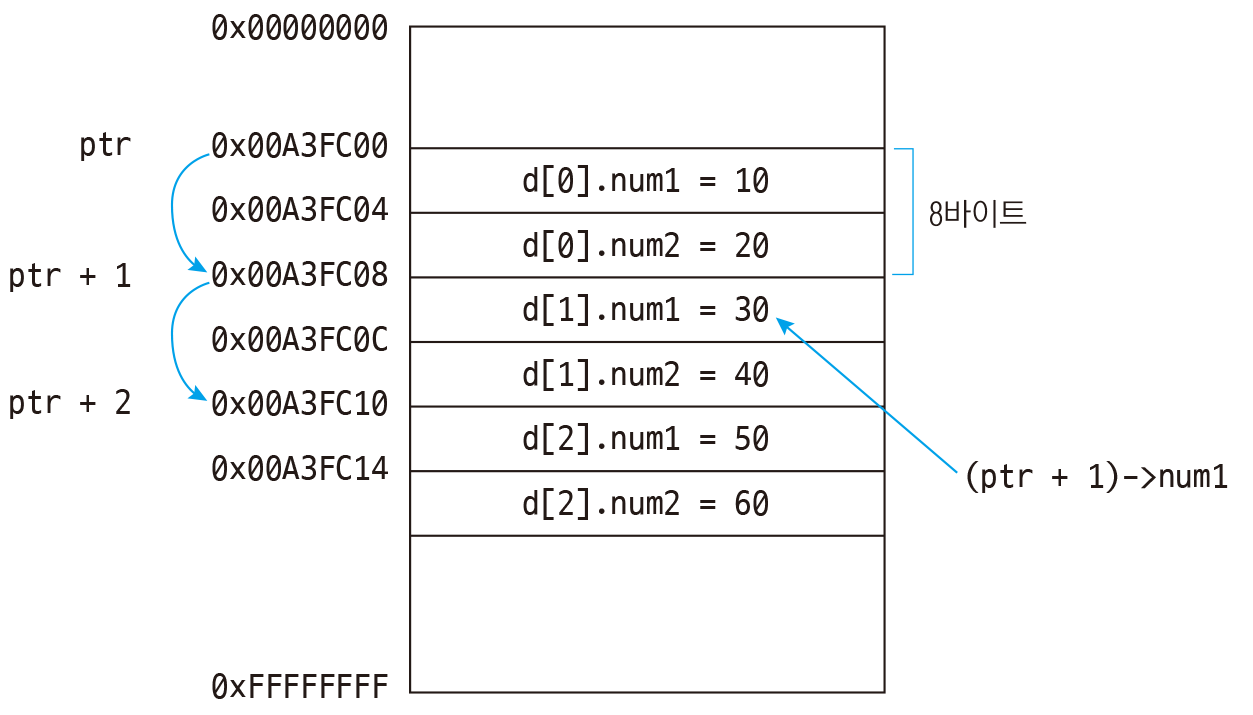 0x00000000
ptr 0x00A3FC00
d[0].num1 = 10
0x00A3FC04
8바이트
d[0].num2 = 20
ptr + 1 0x00A3FC08
d[1].num1 = 30
0x00A3FC0C
d[1].num2 = 40
ptr + 2 0x00A3FC10
d[2].num1 = 50
0x00A3FC14
(ptr + 1)->num1
d[2].num2 = 60
0xFFFFFFFF